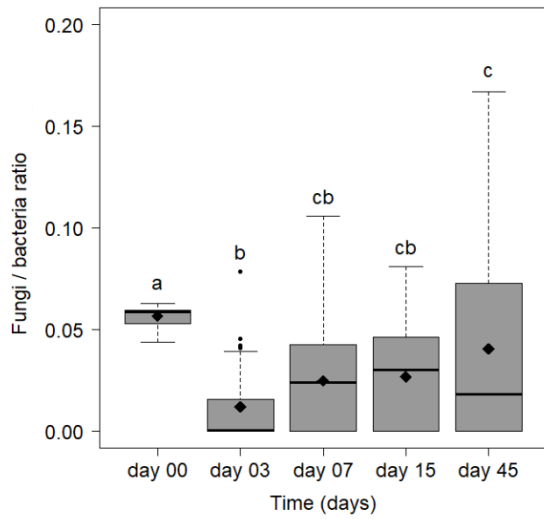 0.20
0.15
0.10
0.05
0.00
Fungi / bacteria ratio
a
b
cb
cb
c
day 00 day 03 day 07 day 15 day 45
Time (days)